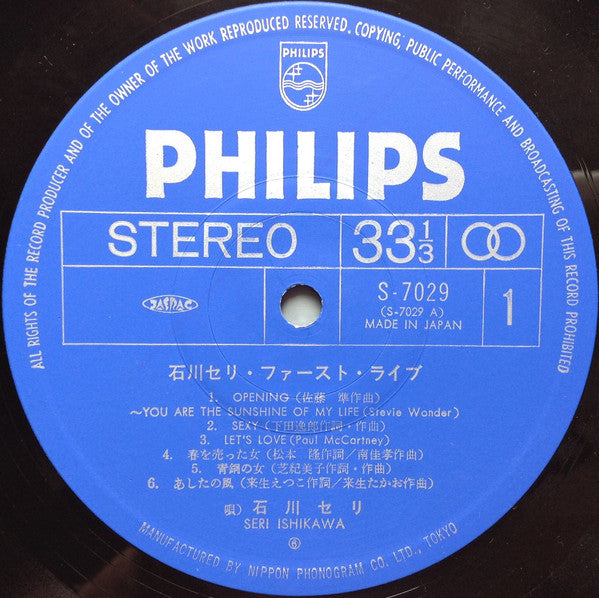 ALL RIGHTS OF THE RECORD PRODUCER AND OF THE OWNER OF THE WORK REPRODUCED RESERVED. COPYING, PUBLIC PERFORMANCE AND BROADCASTING OF THIS RECORD PROHIBITED
PHILIPS
PHILIPS
STEREO 33 1/3
JASRAC
S-7029
(S-7029 A)
MADE IN JAPAN
1
石川セリ・ファースト・ライブ
1. OPENING (佐藤 準作曲)
～YOU ARE THE SUNSHINE OF MY LIFE (Stevie Wonder)
2. SEXY (下田逸郎作詞・作曲)
3. LET'S LOVE (Paul McCartney)
4. 春を売った女 (松本 隆作詞/南佳孝作曲)
5. 青鞜の女 (芝紀美子作詞・作曲)
6. あしたの風 (来生えつこ作詞/来生たかお作曲)
唄) 石川セリ
SERI ISHIKAWA
⑥
MANUFACTURED BY NIPPON PHONOGRAM CO. LTD., TOKYO